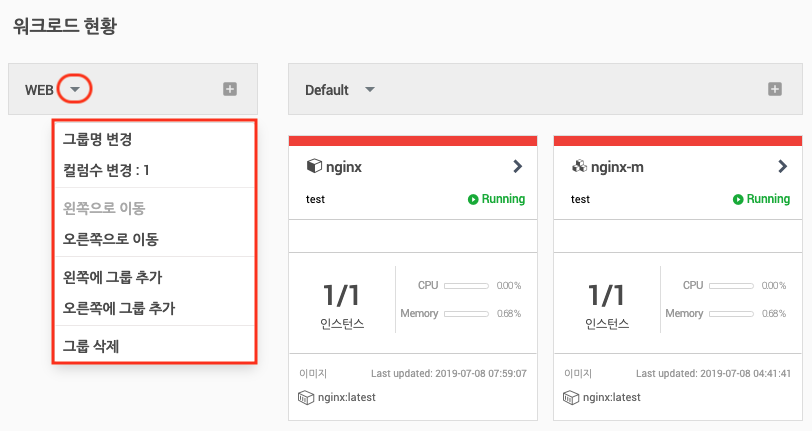 워크로드 현황
WEB
그룹명 변경
컬럼수 변경 : 1
왼쪽으로 이동
오른쪽으로 이동
왼쪽에 그룹 추가
오른쪽에 그룹 추가
그룹 삭제
Default
nginx
test
Running
1/1
인스턴스
CPU 0.00%
Memory 0.68%
이미지 Last updated: 2019-07-08 07:59:07
nginx:latest
nginx-m
test
Running
1/1
인스턴스
CPU 0.00%
Memory 0.68%
이미지 Last updated: 2019-07-08 04:41:41
nginx:latest